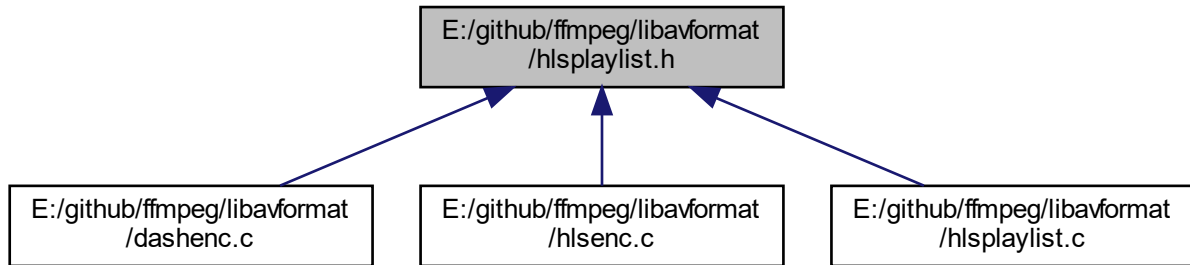 E:/github/ffmpeg/libavformat
/hlsplaylist.h
E:/github/ffmpeg/libavformat
/dashenc.c
E:/github/ffmpeg/libavformat
/hlsenc.c
E:/github/ffmpeg/libavformat
/hlsplaylist.c